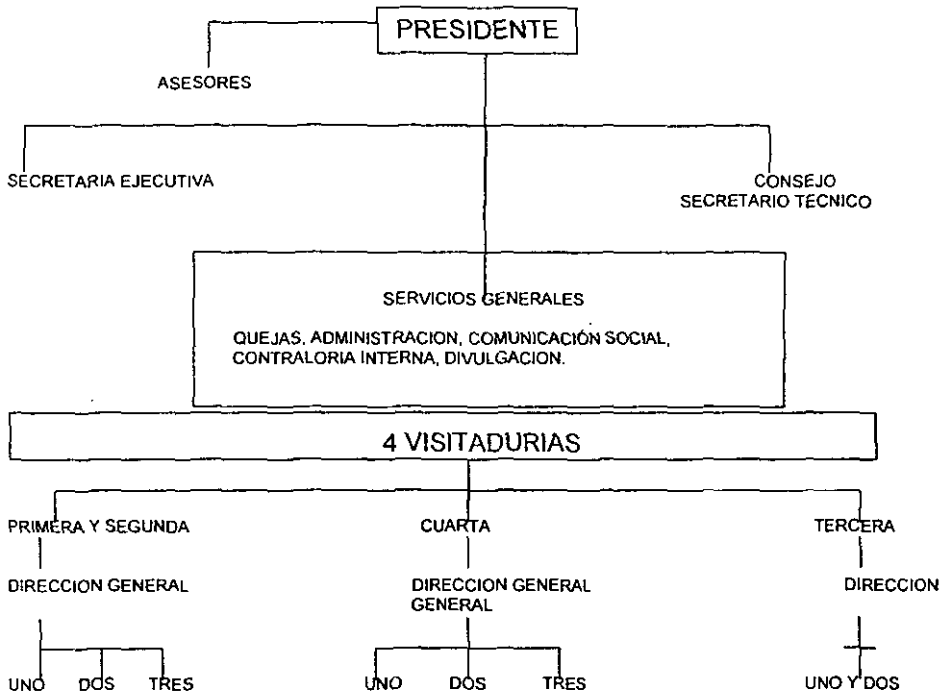 PRESIDENTE
ASESORES
SECRETARIA EJECUTIVA
CONSEJO
SECRETARIO TECNICO
SERVICIOS GENERALES
QUEJAS, ADMINISTRACION, COMUNICACIÓN SOCIAL,
CONTRALORIA INTERNA, DIVULGACION.
4 VISITADURIAS
PRIMERA Y SEGUNDA
CUARTA
TERCERA
DIRECCION GENERAL
DIRECCION GENERAL
GENERAL
DIRECCION
UNO DOS TRES
UNO DOS TRES
UNO Y DOS